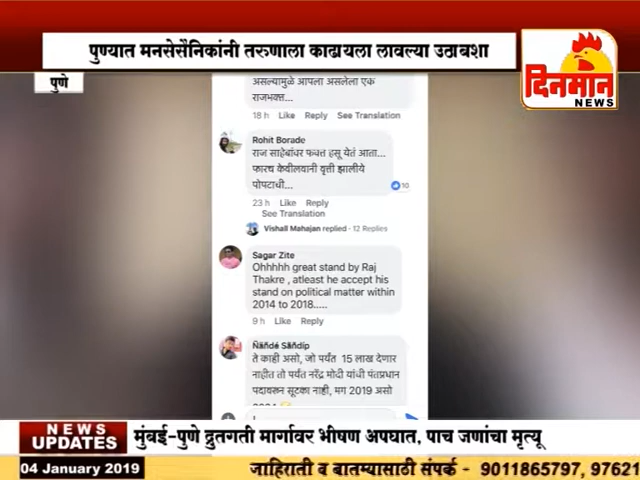 पुण्यात मनसेसैनिकांनी तरुणाला काढायला लावल्या उठाबशा
दिनमान
NEWS
पुणे
असल्यामुळे आपला असलेला एक
राजभक्त...
18 h Like Reply See Translation
Rohit Borade
राज साहेबांवर फक्त हसू येतं आता...
फारच केवीलवानी वृत्ती झालीये
पोपटाची...
10
23 h Like Reply
See Translation
Vishall Mahajan replied · 12 Replies
Sagar Zite
Ohhhhh great stand by Raj
Thakre , atleast he accept his
stand on political matter within
2014 to 2018.....
9 h Like Reply
Ñäñdé Säñdip
ते काही असो, जो पर्यंत 15 लाख देणार
नाहीत तो पर्यंत नरेंद्र मोदी यांची पंतप्रधान
पदावरून सूटका नाही, मग 2019 असो
NEWS
UPDATES
मुंबई-पुणे द्रुतगती मार्गावर भीषण अपघात, पाच जणांचा मृत्यू
04 January 2019
जाहिराती व बातम्यासाठी संपर्क - 9011865797, 97621